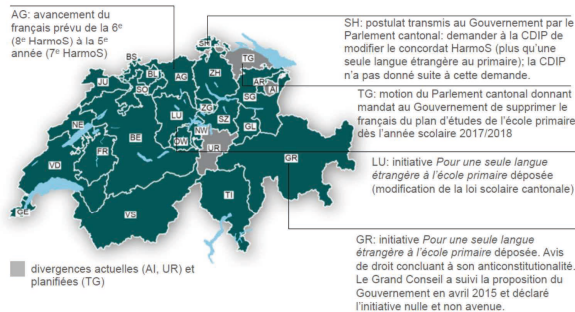 AG: avancement du
français prévu de la 6e
(8e HarmoS) à la 5e
année (7e HarmoS)
SH: postulat transmis au Gouvernement par le
Parlement cantonal: demander à la CDIP de
modifier le concordat HarmoS (plus qu'une
seule langue étrangère au primaire); la CDIP
n'a pas donné suite à cette demande.
TG: motion du Parlement cantonal donnant
mandat au Gouvernement de supprimer le
français du plan d'études de l'école primaire
dès l'année scolaire 2017/2018
LU: initiative Pour une seule langue
étrangère à l'école primaire déposée
(modification de la loi scolaire cantonale)
GR: initiative Pour une seule langue
étrangère à l'école primaire déposée. Avis
de droit concluant à son anticonstitutionalité.
Le Grand Conseil a suivi la proposition du
Gouvernement en avril 2015 et déclaré
l'initiative nulle et non avenue.
SH
BS
TG
BL
AG
ZH
JU
SO
AR
AI
SG
ZG
LU
SZ
NE
NW
GL
BE
OW
UR
FR
GR
VD
TI
GE
VS
divergences actuelles (AI, UR) et
planifiées (TG)